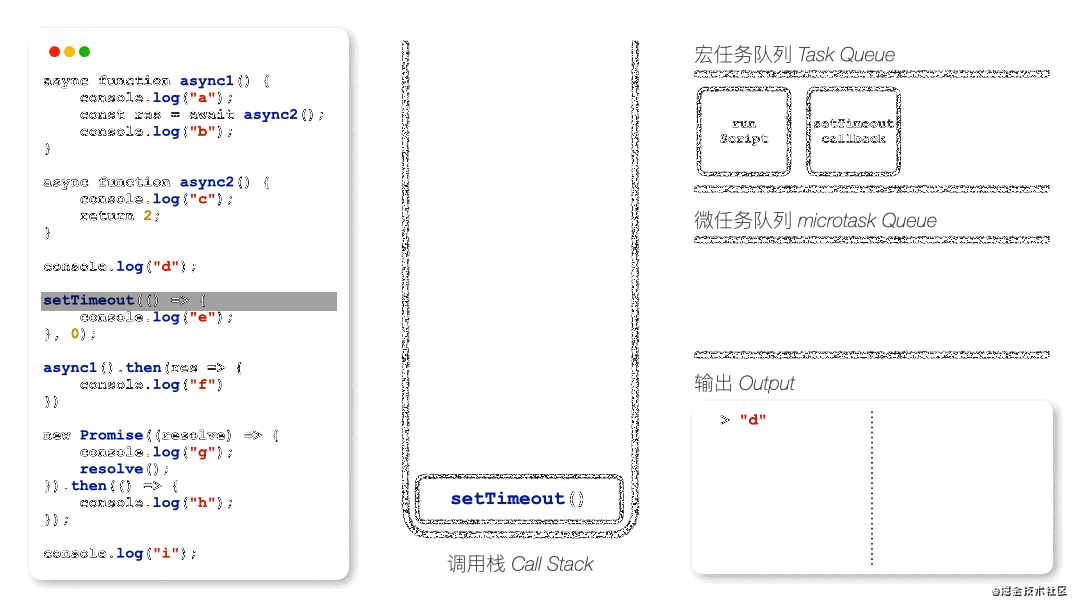 async function async1() {
    console.log("a");
    const res = await async2();
    console.log("b");
}
async function async2() {
    console.log("c");
    return 2;
}
console.log("d");
setTimeout(() => {
    console.log("e");
}, 0);
async1().then(res => {
    console.log("f")
})
new Promise((resolve) => {
    console.log("g");
    resolve();
}).then(() => {
    console.log("h");
});
console.log("i");
setTimeout()
调用栈 Call Stack
宏任务队列 Task Queue
run
Script
setTimeout
callback
微任务队列 microtask Queue
输出 Output
> "d"
@掘金技术社区